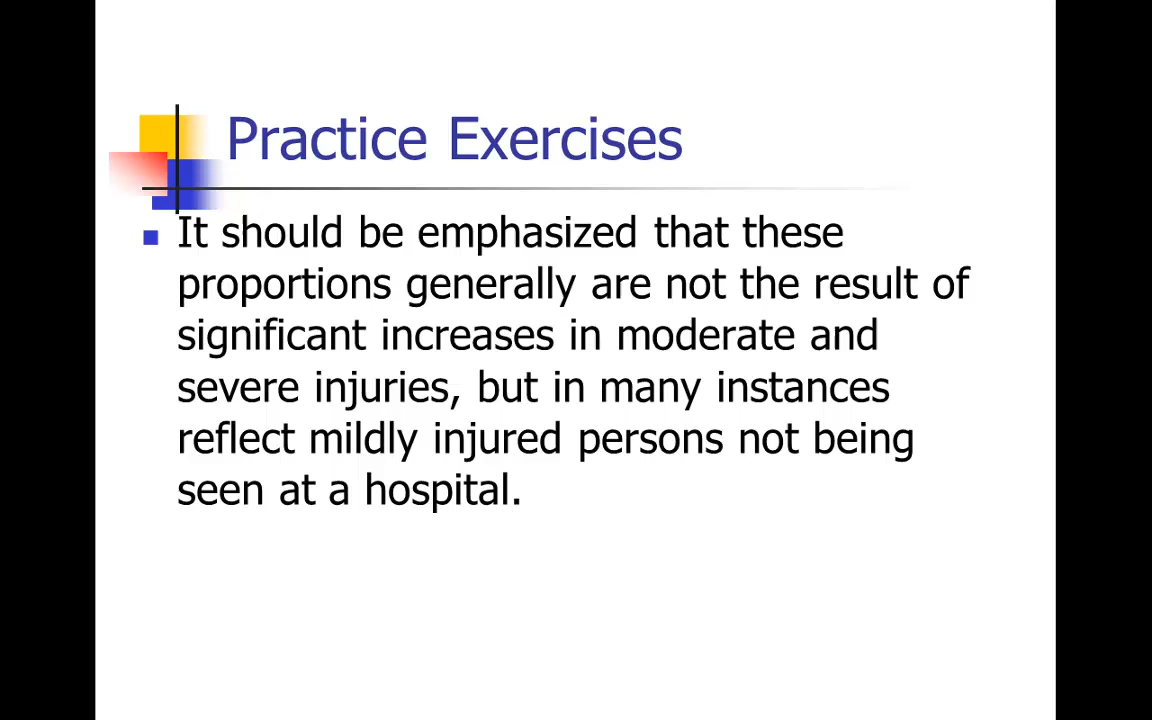 Practice Exercises
It should be emphasized that these
proportions generally are not the result of
significant increases in moderate and
severe injuries, but in many instances
reflect mildly injured persons not being
seen at a hospital.